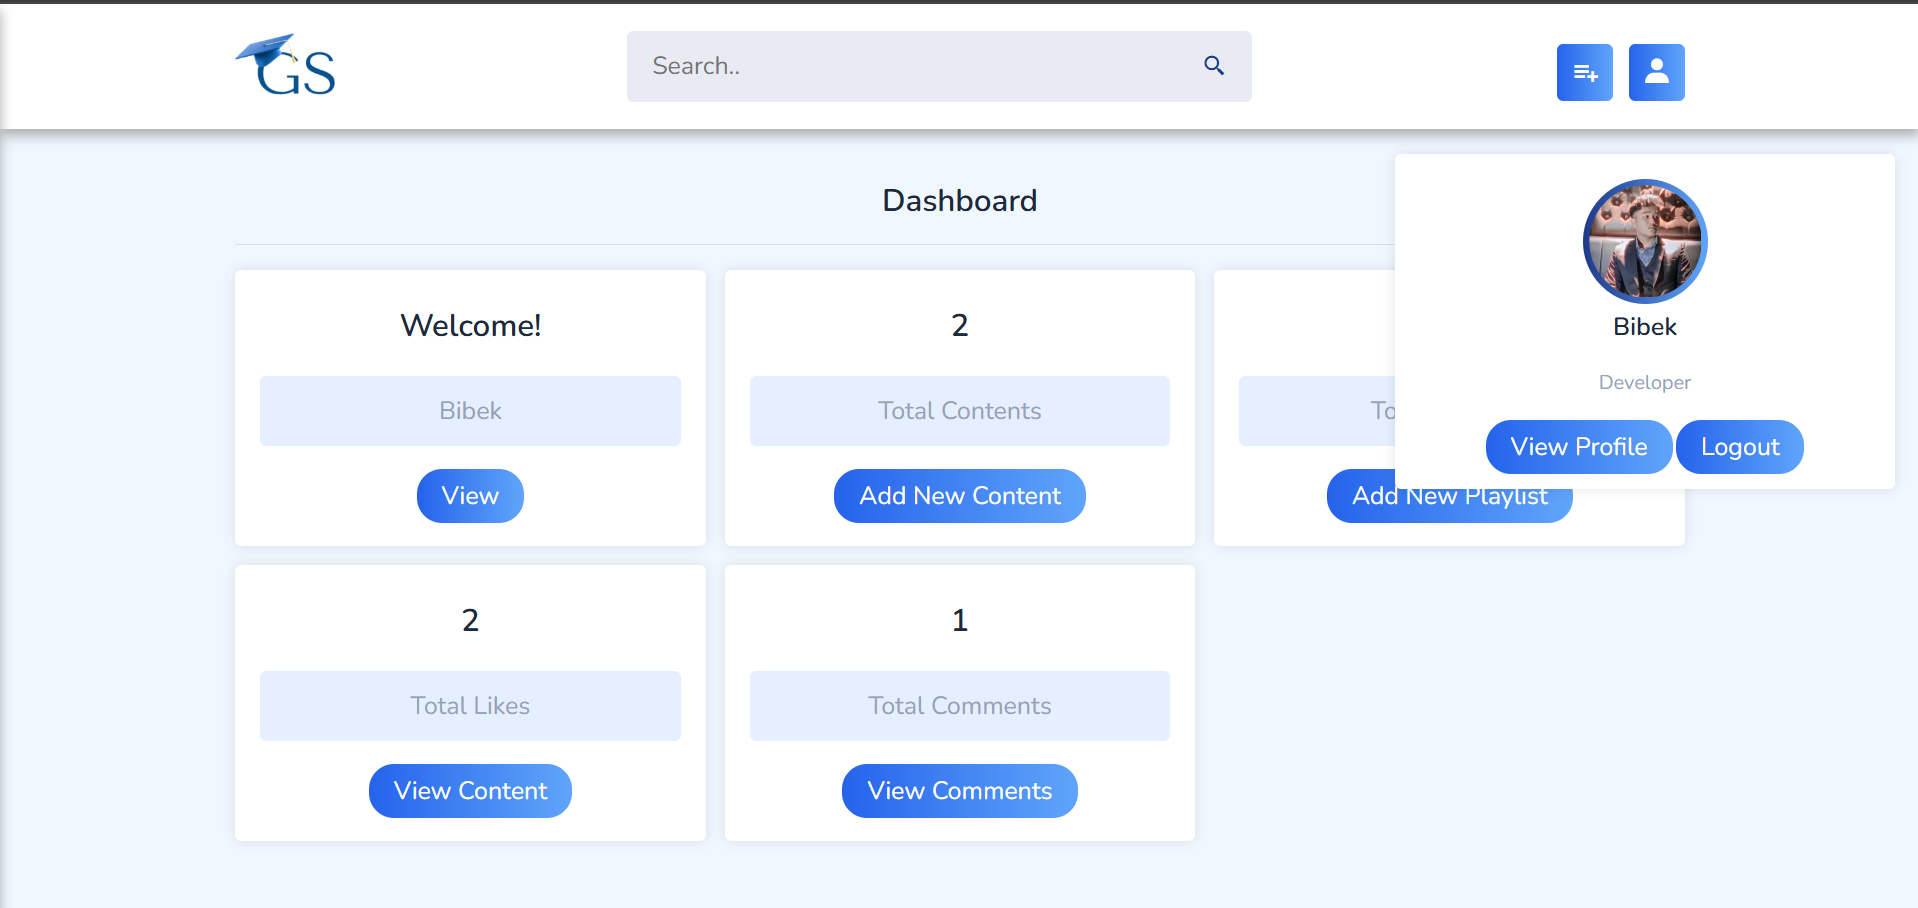 GS
Search..
Dashboard
Bibek
Developer
View Profile
Logout
Welcome!
Bibek
View
2
Total Contents
Add New Content
To
Add New Playlist
2
Total Likes
View Content
1
Total Comments
View Comments